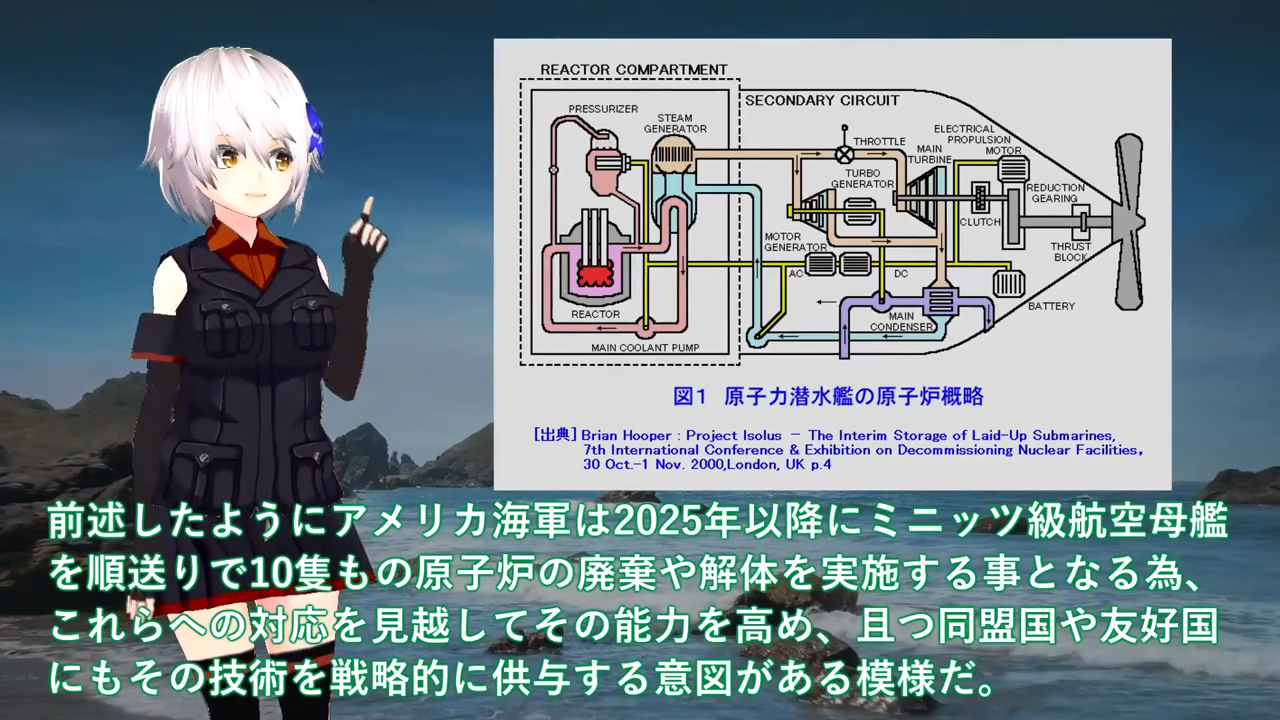 REACTOR COMPARTMENT
SECONDARY CIRCUIT
PRESSURIZER
STEAM
GENERATOR
THROTTLE
ELECTRICAL
PROPULSION
MOTOR
MAIN
TURBINE
TURBO
GENERATOR
REDUCTION
GEARING
CLUTCH
MOTOR
GENERATOR
THRUST
BLOCK
AC
DC
REACTOR
BATTERY
MAIN
CONDENSER
MAIN COOLANT PUMP
図1 原子力潜水艦の原子炉概略
[出典] Brian Hooper : Project Isolus － The Interim Storage of Laid-Up Submarines,
7th International Conference & Exhibition on Decommissioning Nuclear Facilities,
30 Oct.-1 Nov. 2000,London, UK p.4
前述したようにアメリカ海軍は2025年以降にミニッツ級航空母艦
を順送りで10隻もの原子炉の廃棄や解体を実施する事となる為、
これらへの対応を見越してその能力を高め、且つ同盟国や友好国
にもその技術を戦略的に供与する意図がある模様だ。